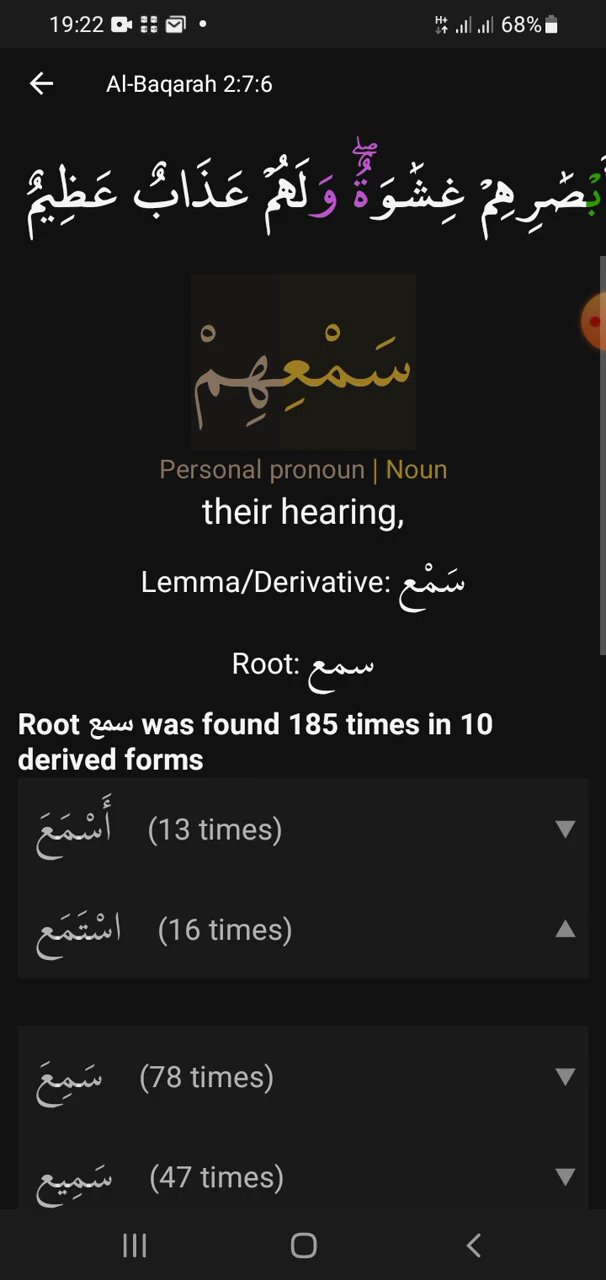 19:22 68%
Al-Baqarah 2:7:6
بْصَٰرِهِمْ غِشَٰوَةٌ ۖ وَلَهُمْ عَذَابٌ عَظِيمٌ
سَمْعِهِمْ
Personal pronoun | Noun
their hearing,
Lemma/Derivative: سَمْع
Root: سمع
Root سمع was found 185 times in 10
derived forms
أَسْمَعَ (13 times)
اسْتَمَع (16 times)
سَمِعَ (78 times)
سَمِيع (47 times)